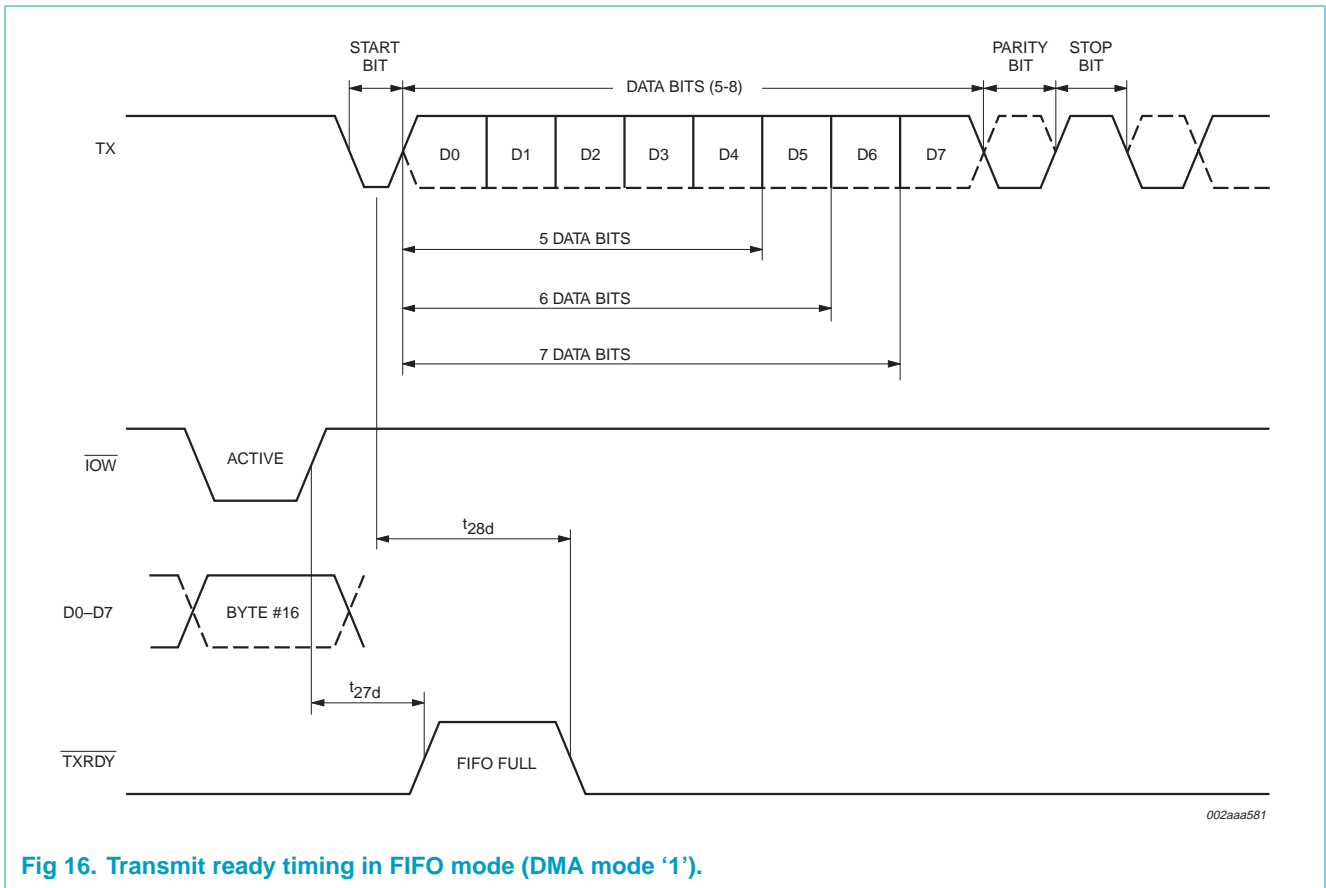 START
BIT
DATA BITS (5-8)
PARITY
BIT
STOP
BIT
TX
D0 D1 D2 D3 D4 D5 D6 D7
5 DATA BITS
6 DATA BITS
7 DATA BITS
IOW
ACTIVE
t28d
D0–D7
BYTE #16
t27d
TXRDY
FIFO FULL
002aaa581
Fig 16. Transmit ready timing in FIFO mode (DMA mode ‘1’).